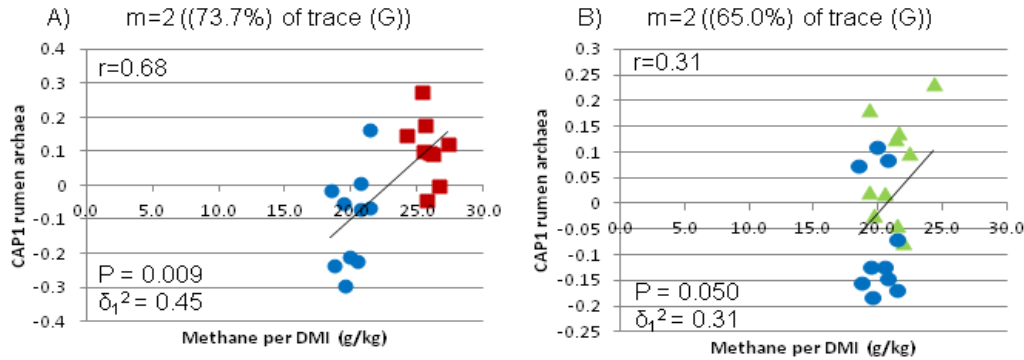 A) m=2 ((73.7%) of trace (G))
0.4
0.3
0.2
0.1
0
-0.1
-0.2
-0.3
-0.4
r=0.68
0.0 5.0 10.0 15.0 20.0 25.0 30.0
P = 0.009
δ₁² = 0.45
CAP1 rumen archaea
Methane per DMI (g/kg)
B) m=2 ((65.0%) of trace (G))
0.3
0.25
0.2
0.15
0.1
0.05
0
-0.05
-0.1
-0.15
-0.2
-0.25
r=0.31
0.0 5.0 10.0 15.0 20.0 25.0 30.0
P = 0.050
δ₁² = 0.31
CAP1 rumen archaea
Methane per DMI (g/kg)